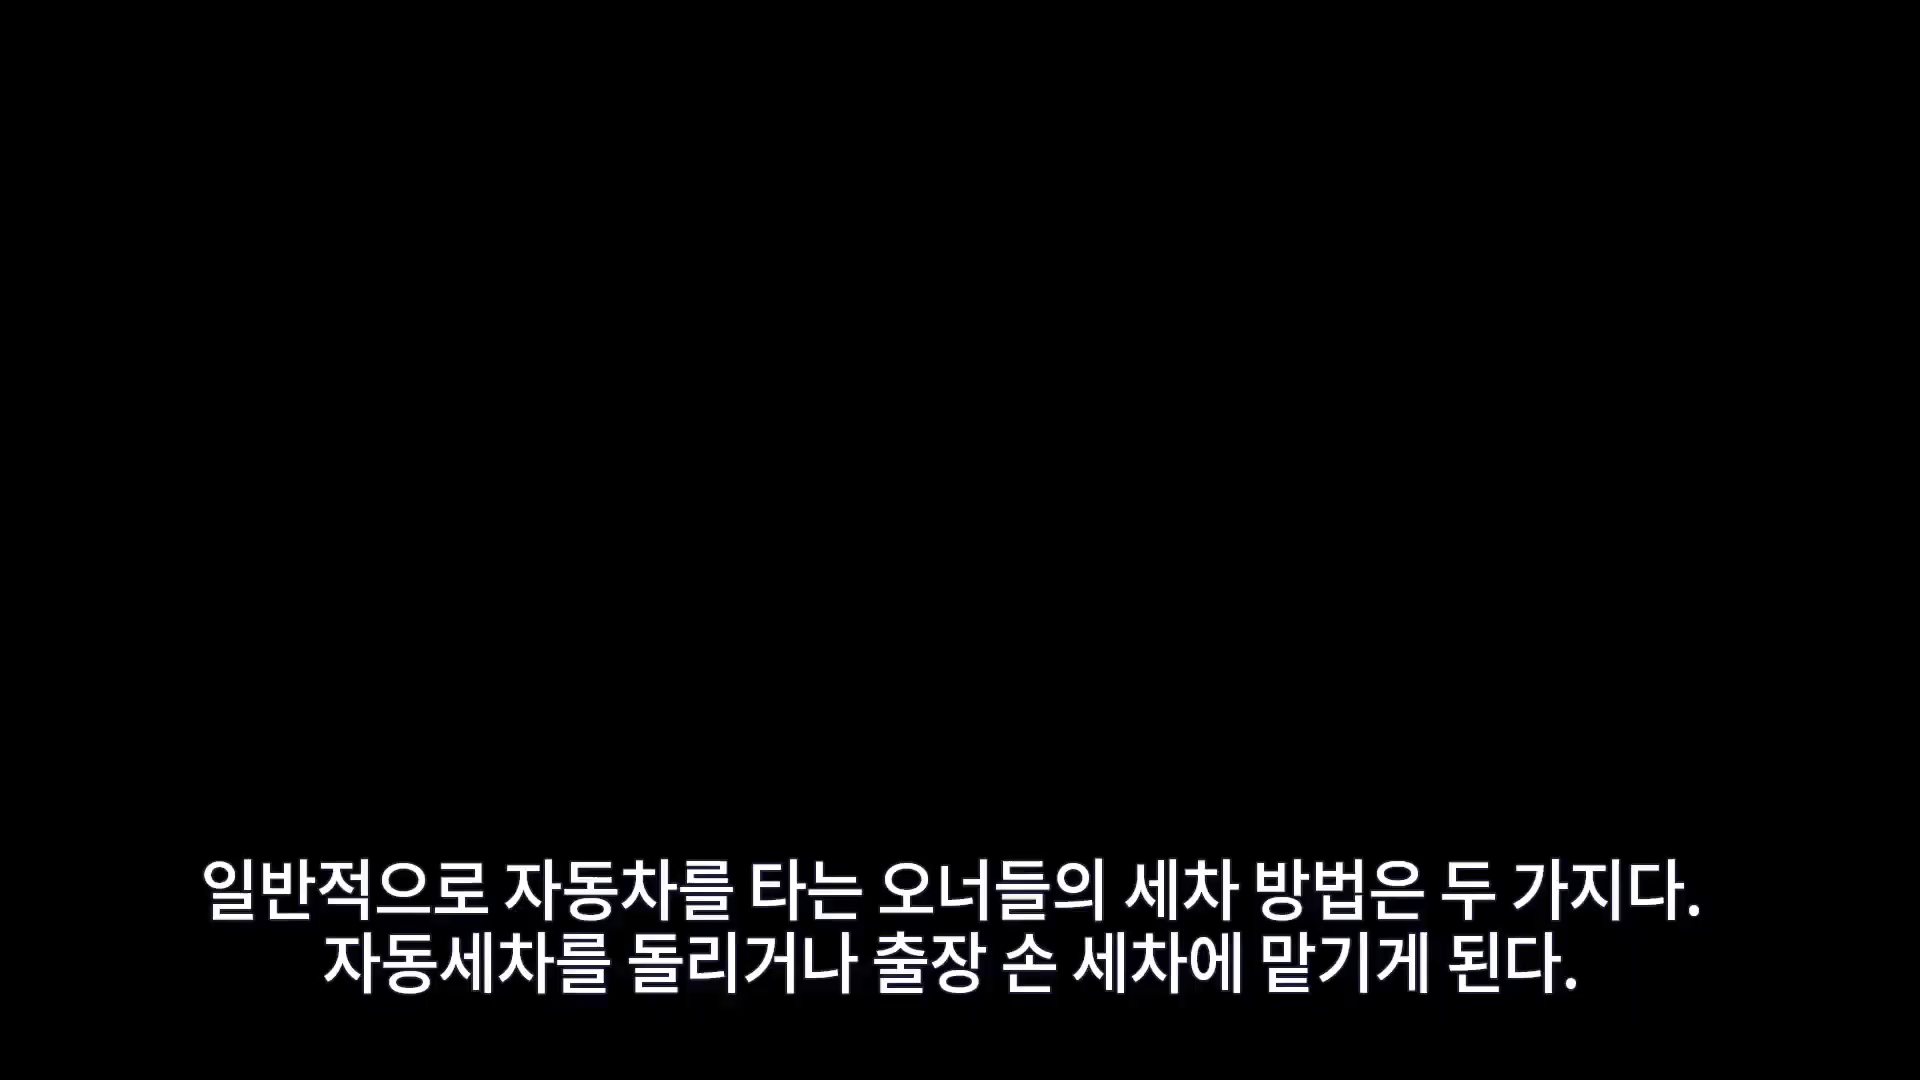 일반적으로 자동차를 타는 오너들의 세차 방법은 두 가지다.
자동세차를 돌리거나 출장 손 세차에 맡기게 된다.